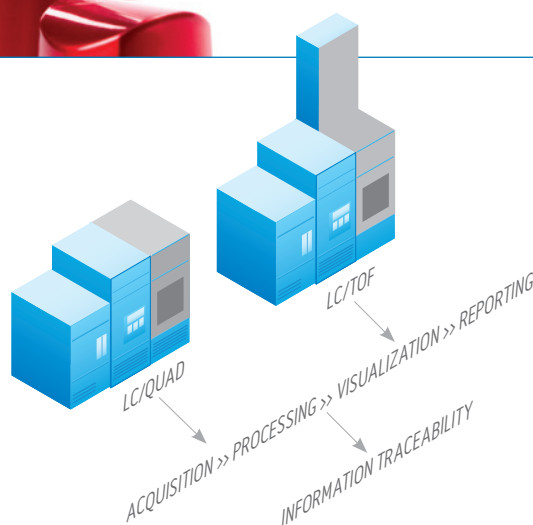 LC/TOF
LC/QUAD
ACQUISITION >> PROCESSING >> VISUALIZATION >> REPORTING
INFORMATION TRACEABILITY